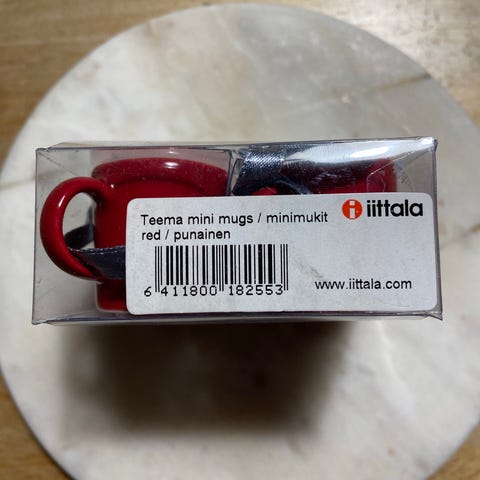 Teema mini mugs / minimukit
red / punainen
i iittala
6 411800 182553
www.iittala.com